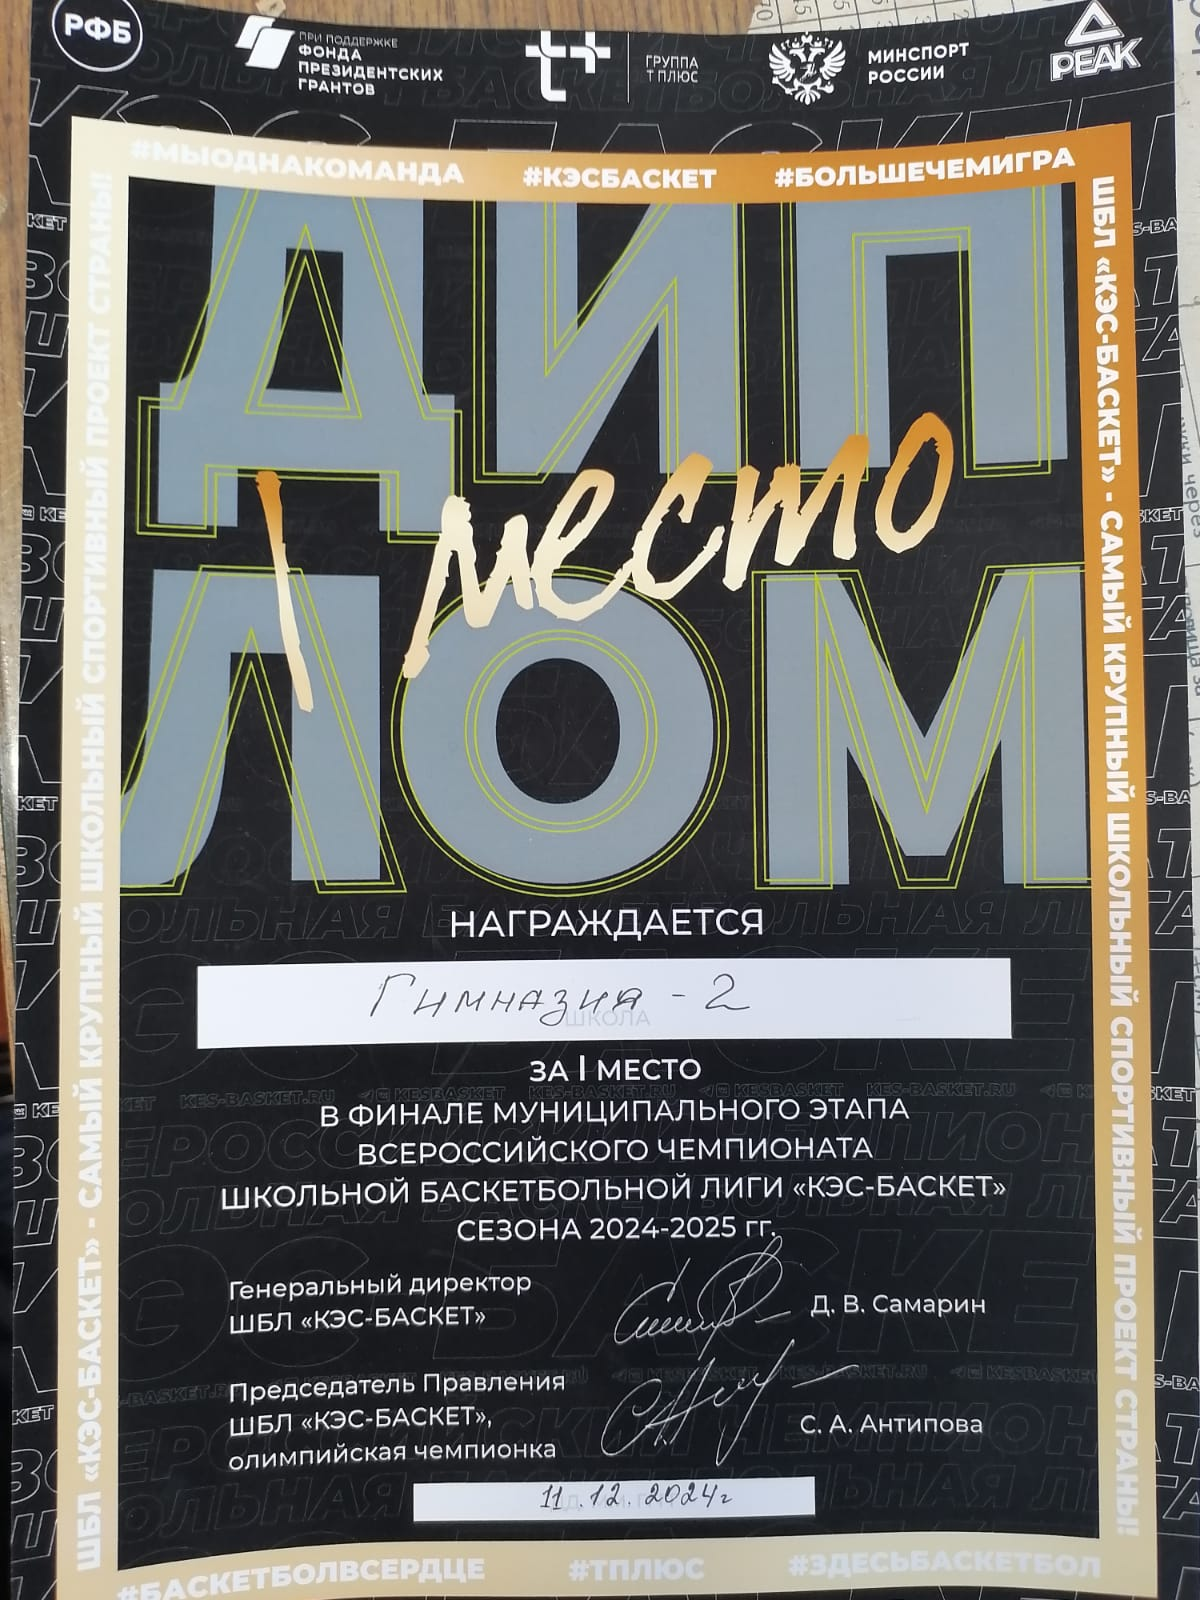 РФБ
ПРИ ПОДДЕРЖКЕ
ФОНДА
ПРЕЗИДЕНТСКИХ
ГРАНТОВ
ГРУППА
Т ПЛЮС
МИНСПОРТ
РОССИИ
PEAK
#МЫОДНАКОМАНДА #КЭСБАСКЕТ #БОЛЬШЕЧЕМИГРА
ШБЛ «КЭС-БАСКЕТ» - САМЫЙ КРУПНЫЙ ШКОЛЬНЫЙ СПОРТИВНЫЙ ПРОЕКТ СТРАНЫ!
ШБЛ «КЭС-БАСКЕТ» - САМЫЙ КРУПНЫЙ ШКОЛЬНЫЙ СПОРТИВНЫЙ ПРОЕКТ СТРАНЫ!
ДИП
I место
ЛОМ
НАГРАЖДАЕТСЯ
Гимназия - 2
ШКОЛА
ЗА I МЕСТО
В ФИНАЛЕ МУНИЦИПАЛЬНОГО ЭТАПА
ВСЕРОССИЙСКОГО ЧЕМПИОНАТА
ШКОЛЬНОЙ БАСКЕТБОЛЬНОЙ ЛИГИ «КЭС-БАСКЕТ»
СЕЗОНА 2024-2025 гг.
Генеральный директор
ШБЛ «КЭС-БАСКЕТ»
Д. В. Самарин
Председатель Правления
ШБЛ «КЭС-БАСКЕТ»,
олимпийская чемпионка
С. А. Антипова
11.12.2024г
#БАСКЕТБОЛВСЕРДЦЕ #ТПЛЮС #ЗДЕСЬБАСКЕТБОЛ